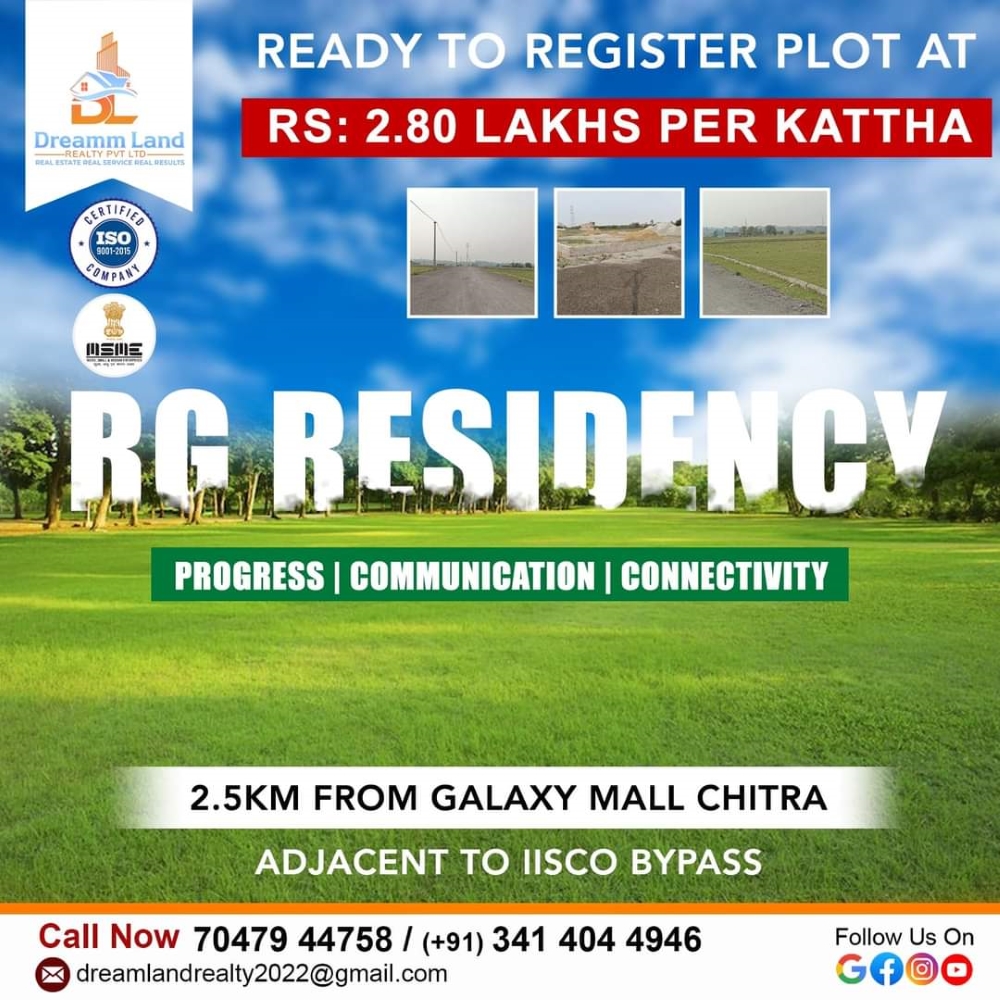 READY TO REGISTER PLOT AT
RS: 2.80 LAKHS PER KATTHA
DL
Dreamm Land
REALTY PVT LTD
REAL ESTATE REAL SERVICE REAL RESULTS
CERTIFIED
ISO
9001-2015
COMPANY
MSME
RG RESIDENCY
PROGRESS | COMMUNICATION | CONNECTIVITY
2.5KM FROM GALAXY MALL CHITRA
ADJACENT TO IISCO BYPASS
Call Now 70479 44758 / (+91) 341 404 4946
dreamlandrealty2022@gmail.com
Follow Us On